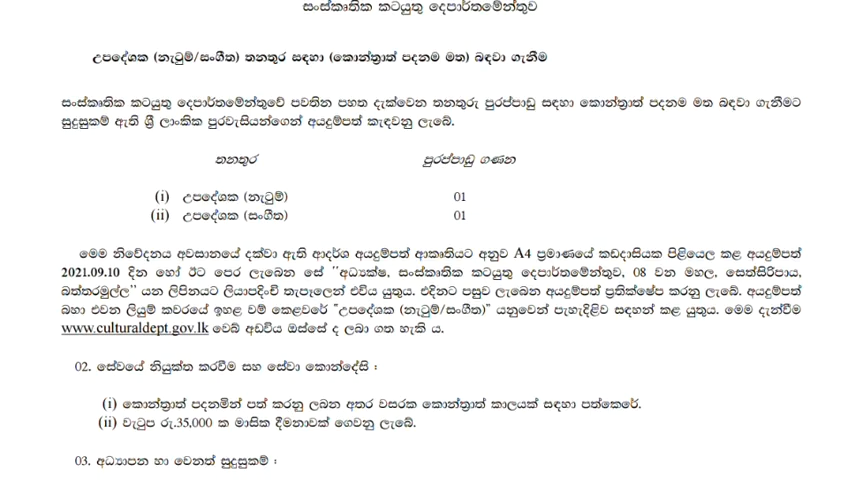 සංස්කෘතික කටයුතු දෙපාර්තමේන්තුව
උපදේශක (නැටුම්/සංගීත) තනතුර සඳහා (කොන්ත්‍රාත් පදනම මත) බඳවා ගැනීම
සංස්කෘතික කටයුතු දෙපාර්තමේන්තුවේ පවතින පහත දැක්වෙන තනතුරු පුරප්පාඩු සඳහා කොන්ත්‍රාත් පදනම මත බඳවා ගැනීමට
සුදුසුකම් ඇති ශ්‍රී ලාංකික පුරවැසියන්ගෙන් අයදුම්පත් කැඳවනු ලැබේ.
තනතුර පුරප්පාඩු ගණන
(i) උපදේශක (නැටුම්) 01
(ii) උපදේශක (සංගීත) 01
මෙම නිවේදනය අවසානයේ දක්වා ඇති ආදර්ශ අයදුම්පත් ආකෘතියට අනුව A4 ප්‍රමාණයේ කඩදාසියක පිළියෙල කළ අයදුම්පත්
2021.09.10 දින හෝ ඊට පෙර ලැබෙන සේ "අධ්‍යක්ෂ, සංස්කෘතික කටයුතු දෙපාර්තමේන්තුව, 08 වන මහල, සෙත්සිරිපාය,
බත්තරමුල්ල" යන ලිපිනයට ලියාපදිංචි තැපෑලෙන් එවිය යුතුය. එදිනට පසුව ලැබෙන අයදුම්පත් ප්‍රතික්ෂේප කරනු ලැබේ. අයදුම්පත්
බහා එවන ලියුම් කවරයේ ඉහළ වම් කෙළවරේ "උපදේශක (නැටුම්/සංගීත)" යනුවෙන් පැහැදිළිව සඳහන් කළ යුතුය. මෙම දැන්වීම
www.culturaldept.gov.lk වෙබ් අඩවිය ඔස්සේ ද ලබා ගත හැකි ය.
02. සේවයේ නියුක්ත කරවීම සහ සේවා කොන්දේසි :
(i) කොන්ත්‍රාත් පදනමින් පත් කරනු ලබන අතර වසරක කොන්ත්‍රාත් කාලයක් සඳහා පත්කෙරේ.
(ii) වැටුප රු.35,000 ක මාසික දීමනාවක් ගෙවනු ලැබේ.
03. අධ්‍යාපන හා වෙනත් සුදුසුකම් :